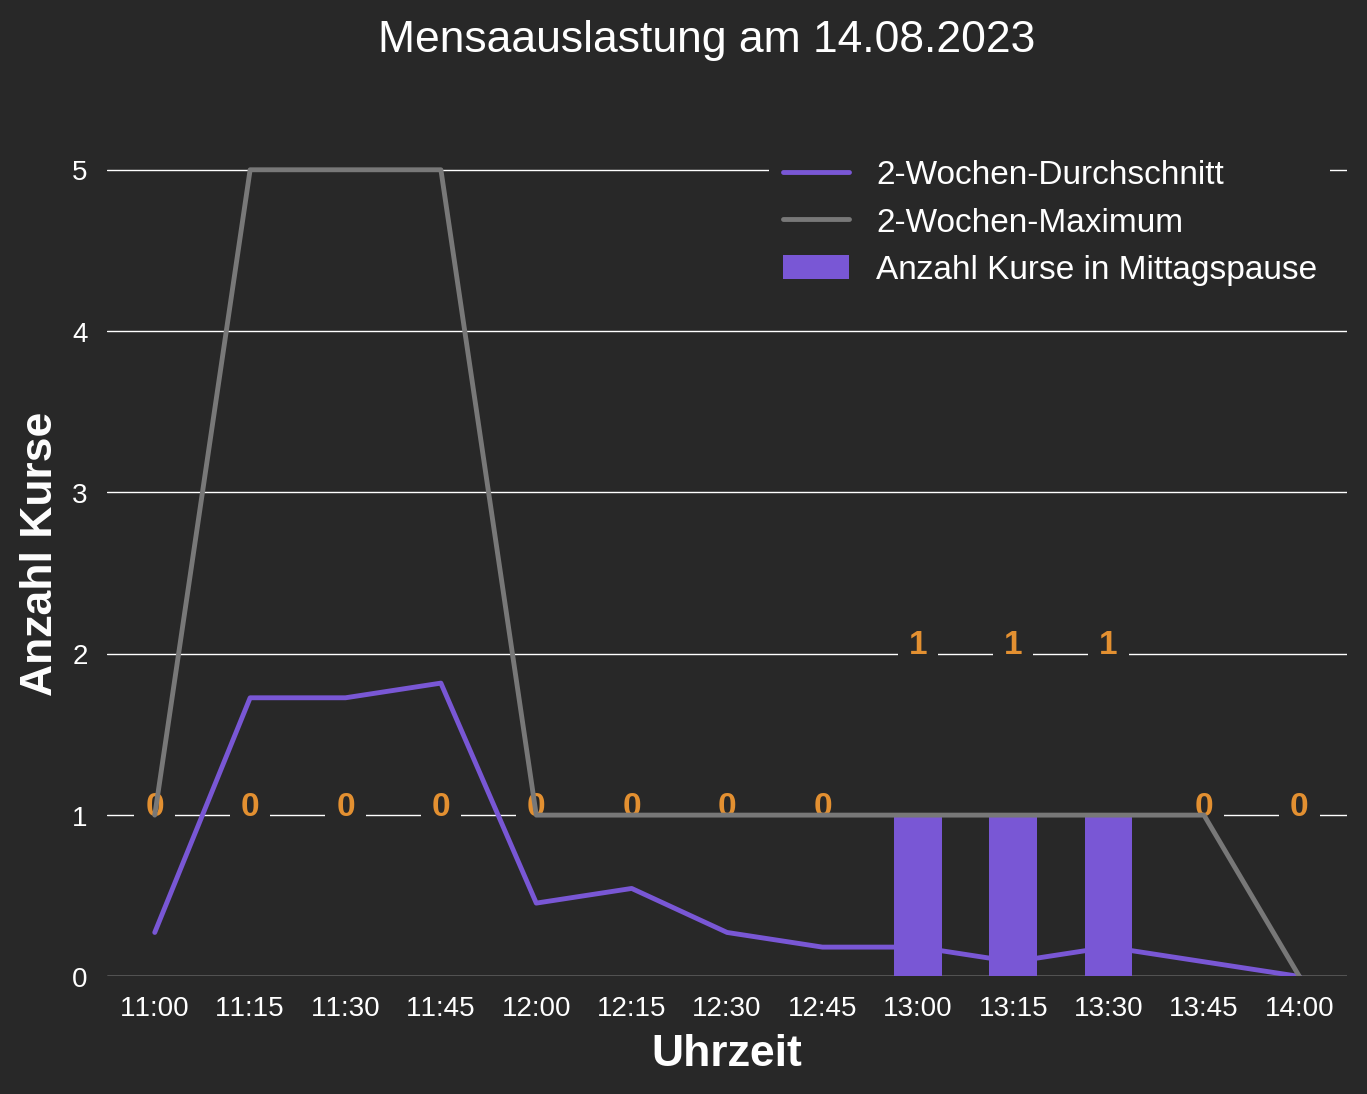 Mensaauslastung am 14.08.2023
2-Wochen-Durchschnitt
2-Wochen-Maximum
Anzahl Kurse in Mittagspause
Anzahl Kurse
5
4
3
2
1
0
1 1 1
0 0 0 0 0 0 0 0 0 0
11:00 11:15 11:30 11:45 12:00 12:15 12:30 12:45 13:00 13:15 13:30 13:45 14:00
Uhrzeit